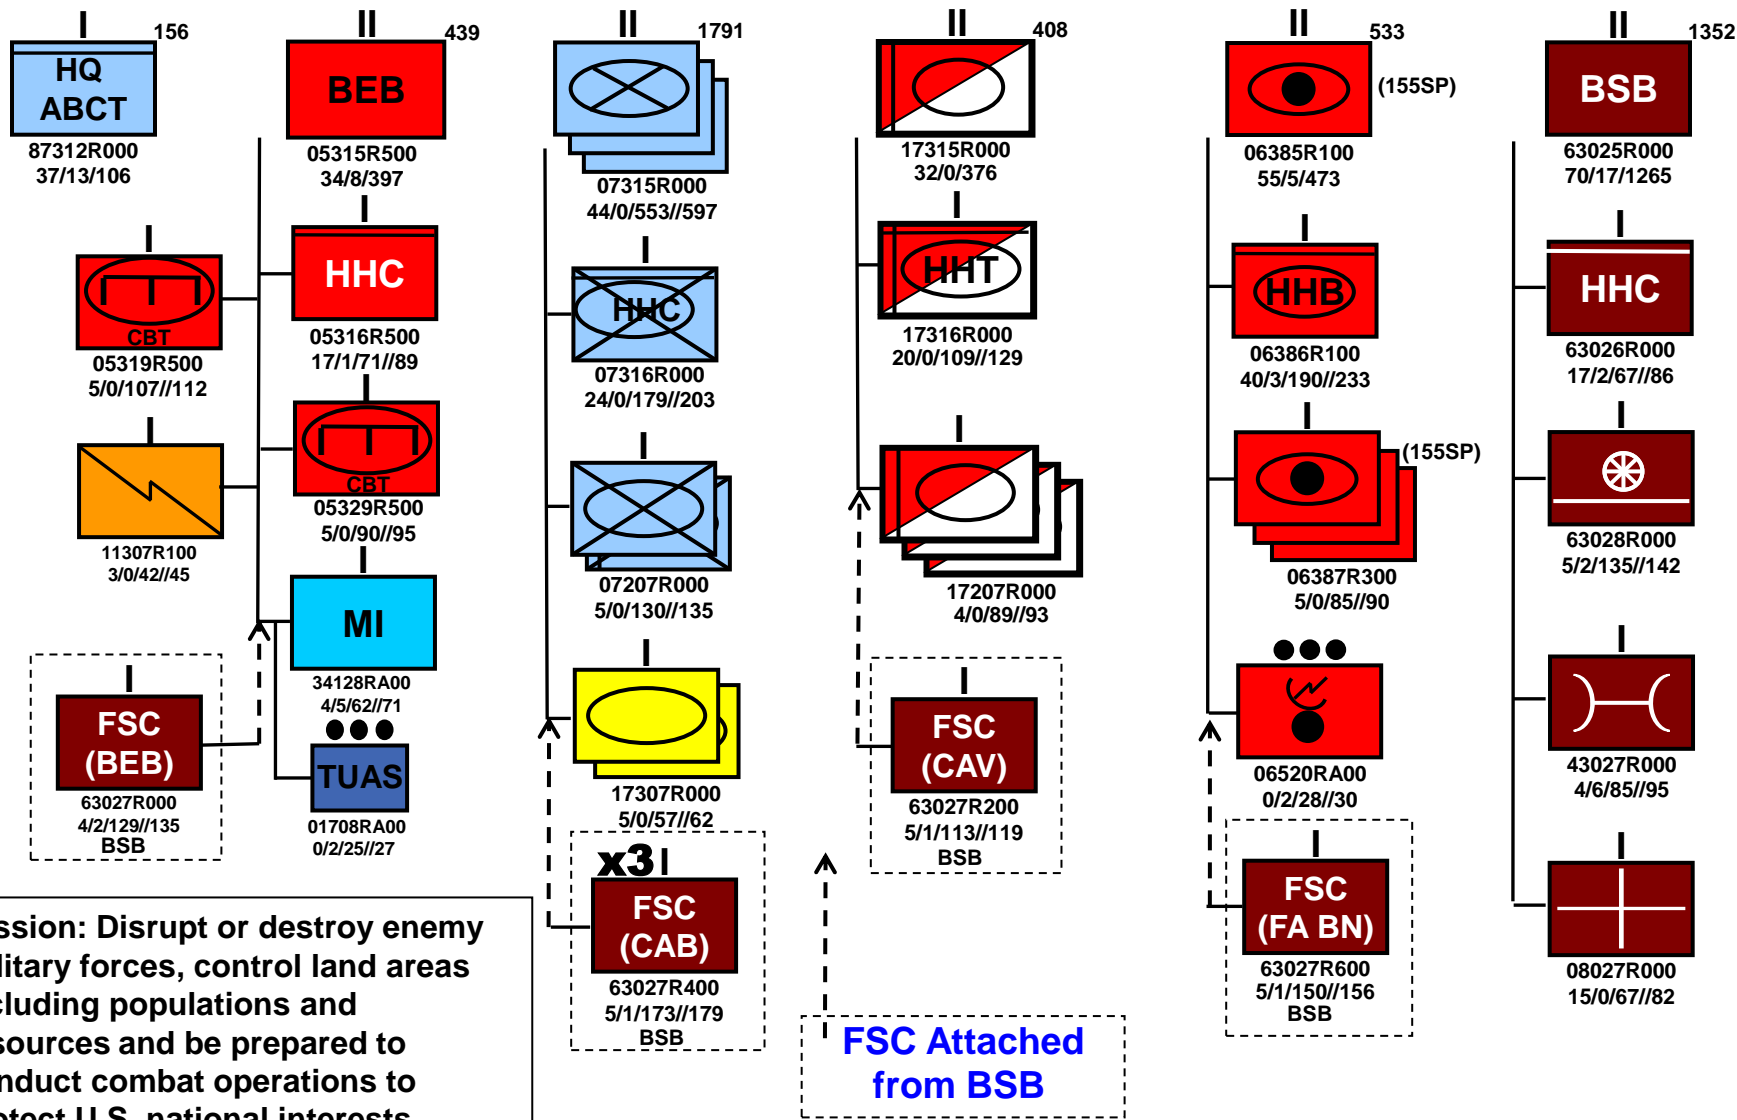 156
HQ
ABCT
87312R000
37/13/106
439
BEB
05315R500
34/8/397
CBT
05319R500
5/0/107//112
HHC
05316R500
17/1/71//89
11307R100
3/0/42//45
CBT
05329R500
5/0/90//95
MI
34128RA00
4/5/62//71
FSC
(BEB)
63027R000
4/2/129//135
BSB
TUAS
01708RA00
0/2/25//27
1791
07315R000
44/0/553//597
HHC
07316R000
24/0/179//203
07207R000
5/0/130//135
17307R000
5/0/57//62
x3
FSC
(CAB)
63027R400
5/1/173//179
BSB
408
17315R000
32/0/376
HHT
17316R000
20/0/109//129
17207R000
4/0/89//93
FSC
(CAV)
63027R200
5/1/113//119
BSB
533
(155SP)
06385R100
55/5/473
HHB
06386R100
40/3/190//233
(155SP)
06387R300
5/0/85//90
06520RA00
0/2/28//30
FSC
(FA BN)
63027R600
5/1/150//156
BSB
1352
BSB
63025R000
70/17/1265
HHC
63026R000
17/2/67//86
63028R000
5/2/135//142
43027R000
4/6/85//95
08027R000
15/0/67//82
ssion: Disrupt or destroy enemy
litary forces, control land areas
cluding populations and
sources and be prepared to
nduct combat operations to
otect U.S. national interests
FSC Attached
from BSB